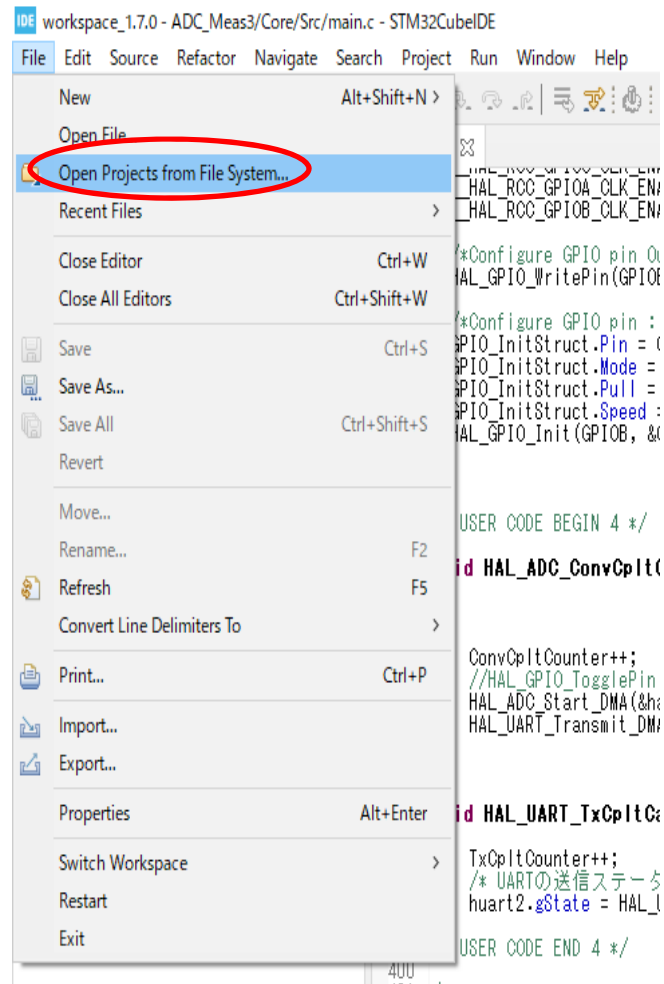 IDE workspace_1.7.0 - ADC_Meas3/Core/Src/main.c - STM32CubeIDE
File Edit Source Refactor Navigate Search Project Run Window Help
New Alt+Shift+N >
Open File
Open Projects from File System...
Recent Files >
Close Editor Ctrl+W
Close All Editors Ctrl+Shift+W
Save Ctrl+S
Save As...
Save All Ctrl+Shift+S
Revert
Move...
Rename... F2
Refresh F5
Convert Line Delimiters To >
Print... Ctrl+P
Import...
Export...
Properties Alt+Enter
Switch Workspace >
Restart
Exit
_HAL_RCC_GPIOA_CLK_ENA
_HAL_RCC_GPIOB_CLK_ENA
/*Configure GPIO pin Ou
HAL_GPIO_WritePin(GPIOB
/*Configure GPIO pin :
GPIO_InitStruct.Pin =
GPIO_InitStruct.Mode =
GPIO_InitStruct.Pull =
GPIO_InitStruct.Speed =
HAL_GPIO_Init(GPIOB, &
USER CODE BEGIN 4 */
id HAL_ADC_ConvCplt
ConvCpltCounter++;
//HAL_GPIO_TogglePin
HAL_ADC_Start_DMA(&ha
HAL_UART_Transmit_DMA
id HAL_UART_TxCpltCa
TxCpltCounter++;
/* UARTの送信ステータ
huart2.gState = HAL_U
USER CODE END 4 */
400